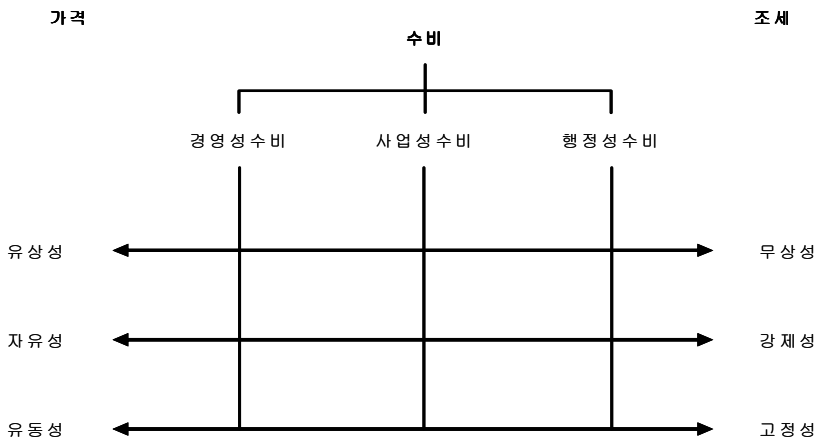 가격
조세
수비
경영성수비
사업성수비
행정성수비
유상성
무상성
자유성
강제성
유동성
고정성